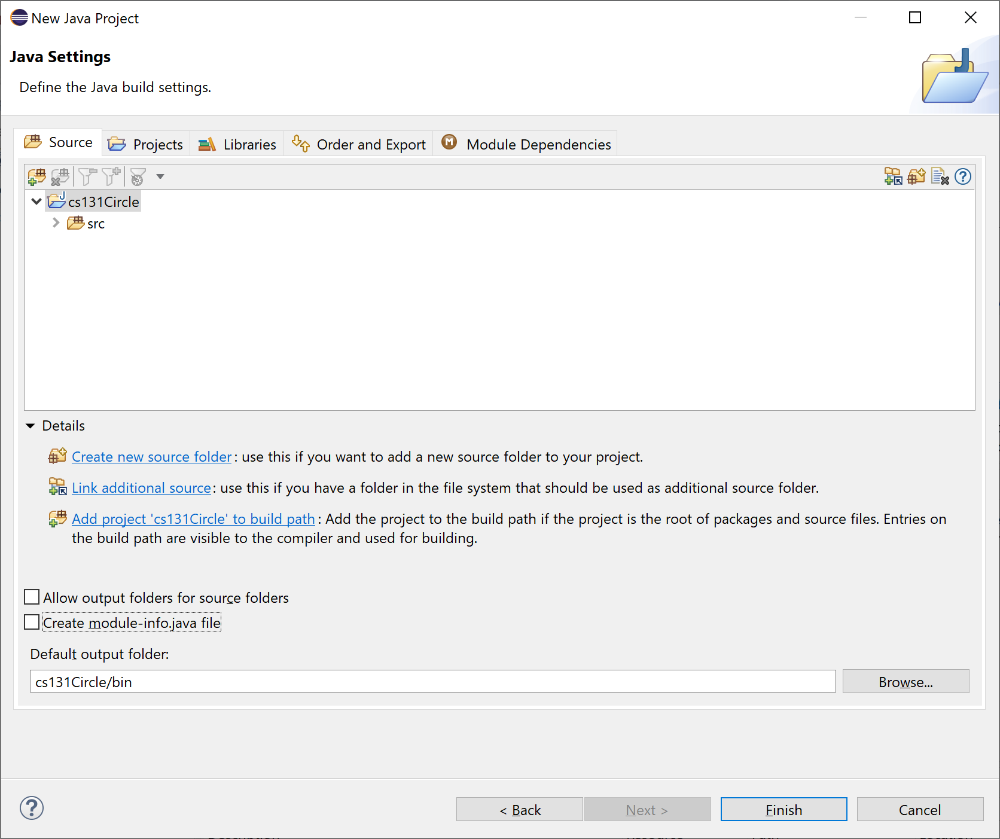 New Java Project
Java Settings
Define the Java build settings.
Source Projects Libraries Order and Export M Module Dependencies
cs131Circle
src
Details
Create new source folder: use this if you want to add a new source folder to your project.
Link additional source: use this if you have a folder in the file system that should be used as additional source folder.
Add project 'cs131Circle' to build path: Add the project to the build path if the project is the root of packages and source files. Entries on
the build path are visible to the compiler and used for building.
Allow output folders for source folders
Create module-info.java file
Default output folder:
cs131Circle/bin Browse...
< Back Next > Finish Cancel